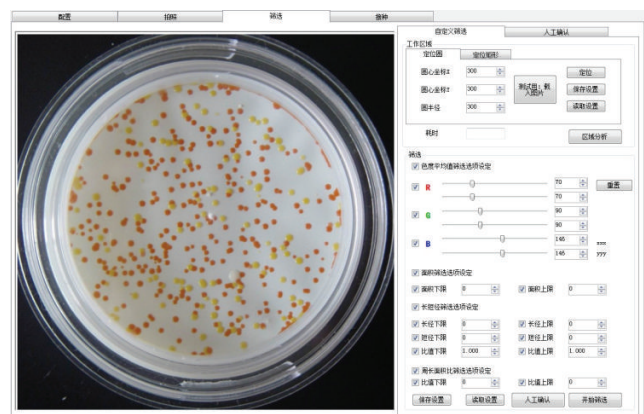 配置 拍照 筛选 接种
自定义筛选 人工确认
工作区域
定位圆 定位矩形
圆心坐标X 300
圆心坐标Y 300
圆半径 300
测试图: 载入图片
定位
保存设置
读取设置
耗时
区域分析
筛选
色度平均值筛选选项设定
R 70
70
重置
G 90
90
B 145 xxx
145 yyy
面积筛选选项设定
面积下限 0 面积上限 0
长短径筛选选项设定
长径下限 0 长径上限 0
短径下限 0 短径上限 0
比值下限 1.000 比值上限 1.000
周长面积比筛选选项设定
比值下限 0 比值上限 0
保存设置 读取设置 人工确认 开始筛选